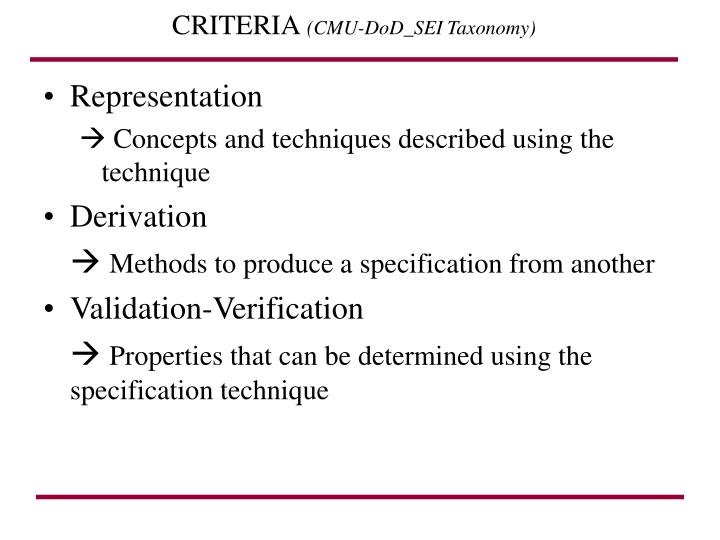 CRITERIA (CMU-DoD_SEI Taxonomy)
• Representation
→ Concepts and techniques described using the
technique
• Derivation
→ Methods to produce a specification from another
• Validation-Verification
→ Properties that can be determined using the
specification technique